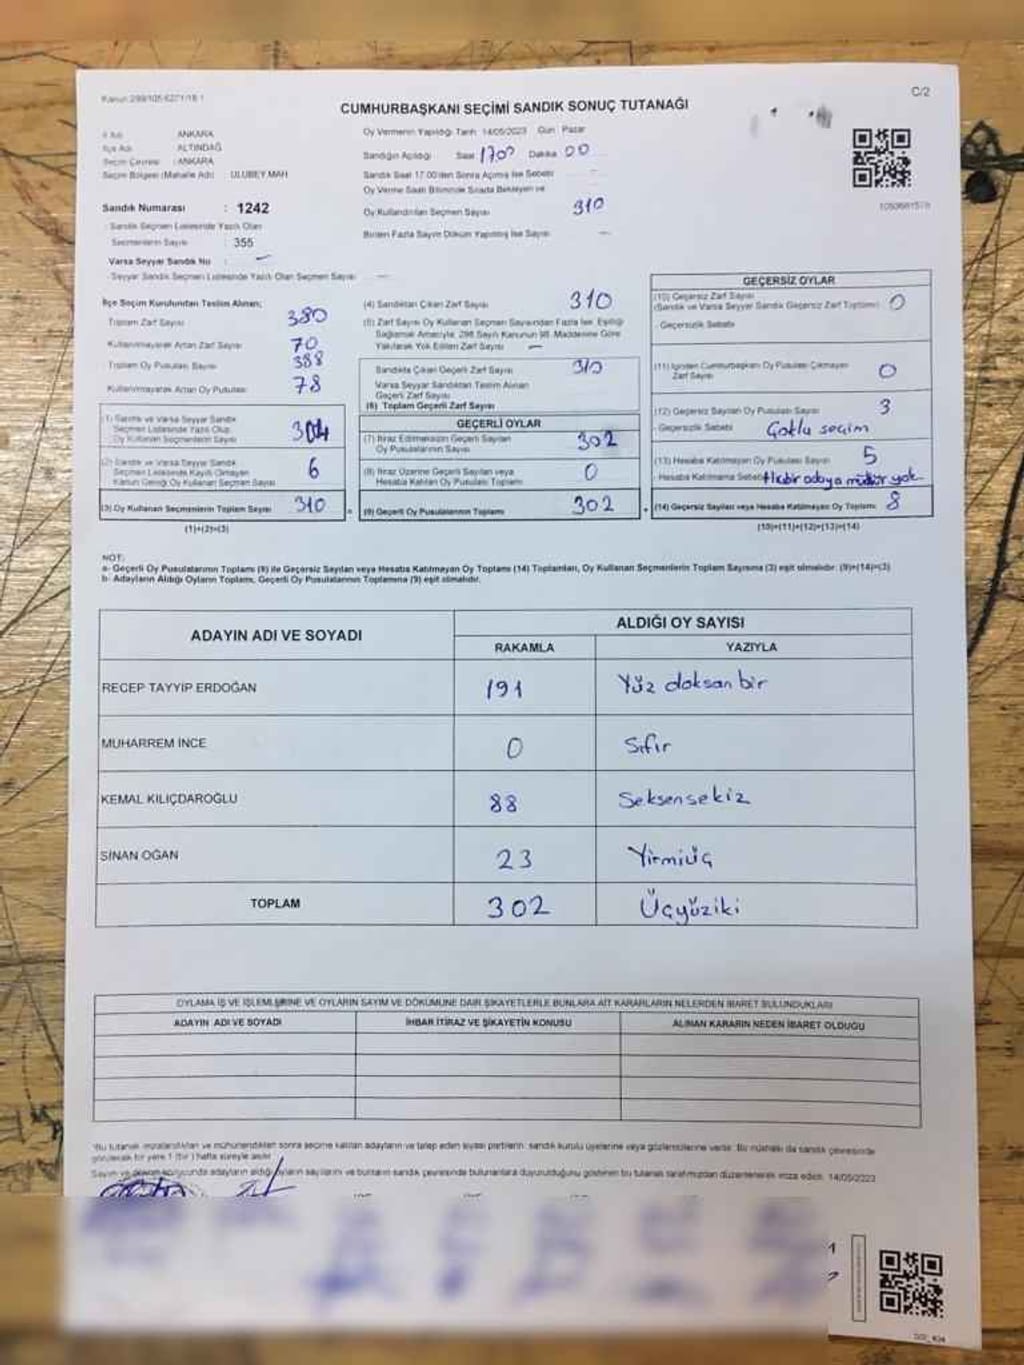 C/2
CUMHURBAŞKANI SEÇİMİ SANDIK SONUÇ TUTANAĞI
İl Adı ANKARA
İlçe Adı ALTINDAĞ
Seçim Çevresi : ANKARA
Seçim Bölgesi (Mahalle Adı) : ULUBEY MAH
Sandık Numarası : 1242
Sandık Seçmen Listesinde Yazılı Olan
Seçmenlerin Sayısı : 355
Varsa Seyyar Sandık No : —
Seyyar Sandık Seçmen Listesinde Yazılı Olan Seçmen Sayısı —
Oy Vermenin Yapıldığı Tarih 14/05/2023 Gün Pazar
Sandığın Açıldığı Saat 17:00 Dakika 00
Sandık Saat 17.00'den Sonra Açılmış İse Sebebi
Oy Verme Saati Bitiminde Sırada Bekleyen ve
Oy Kullandırılan Seçmen Sayısı 310
Birden Fazla Sayım Döküm Yapılmış İse Sayısı —
İlçe Seçim Kurulundan Teslim Alınan;
Toplam Zarf Sayısı 380
Kullanılmayarak Artan Zarf Sayısı 70
Toplam Oy Pusulası Sayısı 388
Kullanılmayarak Artan Oy Pusulası 78
(1) Sandık ve Varsa Seyyar Sandık
Seçmen Listesinde Yazılı Olup,
Oy Kullanan Seçmenlerin Sayısı 304
(2) Sandık ve Varsa Seyyar Sandık
Seçmen Listesinde Kayıtlı Olmayan
Kanun Gereği Oy Kullanan Seçmen Sayısı 6
(3) Oy Kullanan Seçmenlerin Toplam Sayısı 310
(1)+(2)=(3)
(4) Sandıktan Çıkan Zarf Sayısı 310
(5) Zarf Sayısı Oy Kullanan Seçmen Sayısından Fazla İse, Eşitliği
Sağlamak Amacıyla; 298 Sayılı Kanunun 98. Maddesine Göre
Yakılarak Yok Edilen Zarf Sayısı —
Sandıkta Çıkan Geçerli Zarf Sayısı 310
Varsa Seyyar Sandıktan Teslim Alınan
Geçerli Zarf Sayısı
(6) Toplam Geçerli Zarf Sayısı
GEÇERLİ OYLAR
(7) İtiraz Edilmeksizin Geçerli Sayılan
Oy Pusulalarının Sayısı 302
(8) İtiraz Üzerine Geçerli Sayılan veya
Hesaba Katılan Oy Pusulası Toplamı 0
(9) Geçerli Oy Pusulalarının Toplamı 302
GEÇERSİZ OYLAR
(10) Geçersiz Zarf Sayısı
(Sandık ve Varsa Seyyar Sandık Geçersiz Zarf Toplamı) 0
Geçersizlik Sebebi
(11) İçinden Cumhurbaşkanı Oy Pusulası Çıkmayan
Zarf Sayısı 0
(12) Geçersiz Sayılan Oy Pusulası Sayısı 3
Geçersizlik Sebebi Çoklu seçim
(13) Hesaba Katılmayan Oy Pusulası Sayısı 5
Hesaba Katılmama Sebebi Hiçbir adaya mühür yok
(14) Geçersiz Sayılan veya Hesaba Katılmayan Oy Toplamı 8
(10)+(11)+(12)+(13)=(14)
NOT:
a- Geçerli Oy Pusulalarının Toplamı (9) ile Geçersiz Sayılan veya Hesaba Katılmayan Oy Toplamı (14) Toplamları, Oy Kullanan Seçmenlerin Toplam Sayısına (3) eşit olmalıdır. (9)+(14)=(3)
b- Adayların Aldığı Oyların Toplamı, Geçerli Oy Pusulalarının Toplamına (9) eşit olmalıdır.
ADAYIN ADI VE SOYADI ALDIĞI OY SAYISI
RAKAMLA YAZIYLA
RECEP TAYYİP ERDOĞAN 191 Yüz doksan bir
MUHARREM İNCE 0 Sıfır
KEMAL KILIÇDAROĞLU 88 Seksensekiz
SİNAN OĞAN 23 Yirmiüç
TOPLAM 302 Üçyüziki
OYLAMA İŞ VE İŞLEMLERİNE VE OYLARIN SAYIM VE DÖKÜMÜNE DAİR ŞİKAYETLERLE BUNLARA AİT KARARLARIN NELERDEN İBARET BULUNDUKLARI
ADAYIN ADI VE SOYADI İHBAR İTİRAZ VE ŞİKAYETİN KONUSU ALINAN KARARIN NEDEN İBARET OLDUĞU
Bu tutanak imzalandıktan ve mühürlendikten sonra seçime katılan adayların ve talep eden siyasi partilerin sandık kurulu üyelerine veya gözlemcilerine verilir. Bir nüshası da sandık çevresinde
görülecek bir yere 1 (bir) hafta süreyle asılır.
Sayım ve döküm sonucunda adayların aldığı oyların sayılarını ve bunların sandık çevresinde bulunanlara duyurulduğunu gösteren bu tutanak tarafımızdan düzenlenerek imza edildi. 14/05/2023